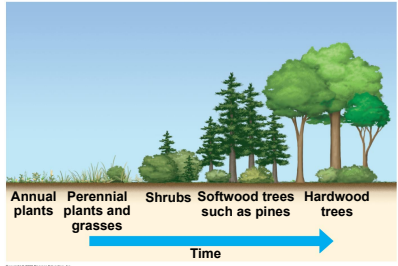 Annual plants
Perennial plants and grasses
Shrubs
Softwood trees such as pines
Hardwood trees
Time